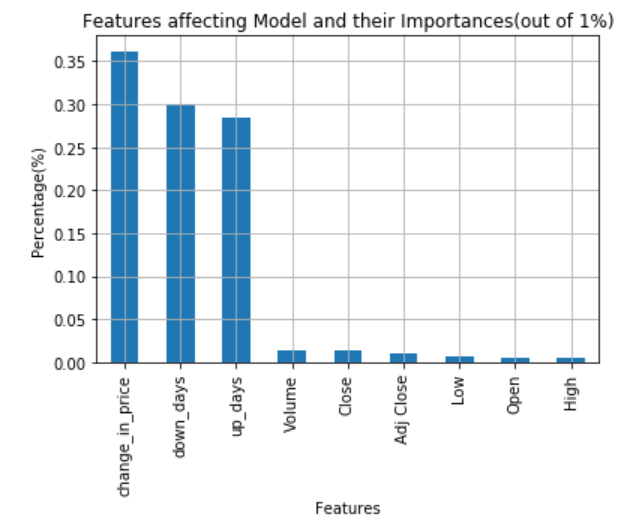 Features affecting Model and their Importances(out of 1%)
Percentage(%)
0.35
0.30
0.25
0.20
0.15
0.10
0.05
0.00
change_in_price
down_days
up_days
Volume
Close
Adj Close
Low
Open
High
Features